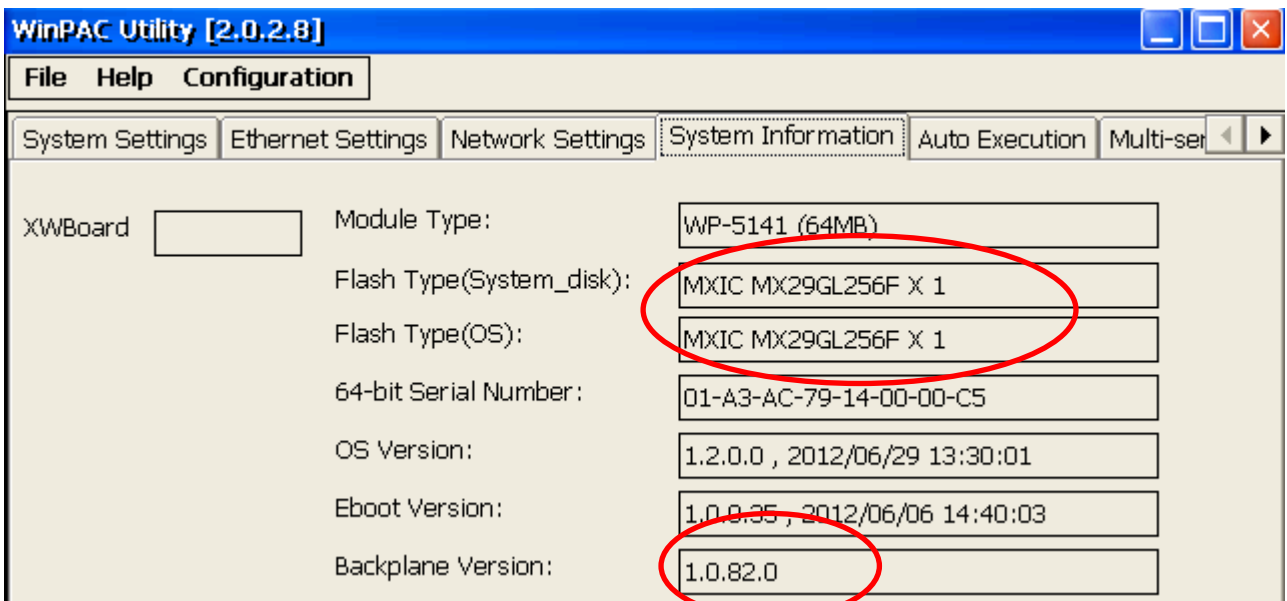 WinPAC Utility [2.0.2.8]
File Help Configuration
System Settings Ethernet Settings Network Settings System Information Auto Execution Multi-ser
XWBoard
Module Type: WP-5141 (64MB)
Flash Type(System_disk): MXIC MX29GL256F X 1
Flash Type(OS): MXIC MX29GL256F X 1
64-bit Serial Number: 01-A3-AC-79-14-00-00-C5
OS Version: 1.2.0.0 , 2012/06/29 13:30:01
Eboot Version: 1.0.0.35 , 2012/06/06 14:40:03
Backplane Version: 1.0.82.0